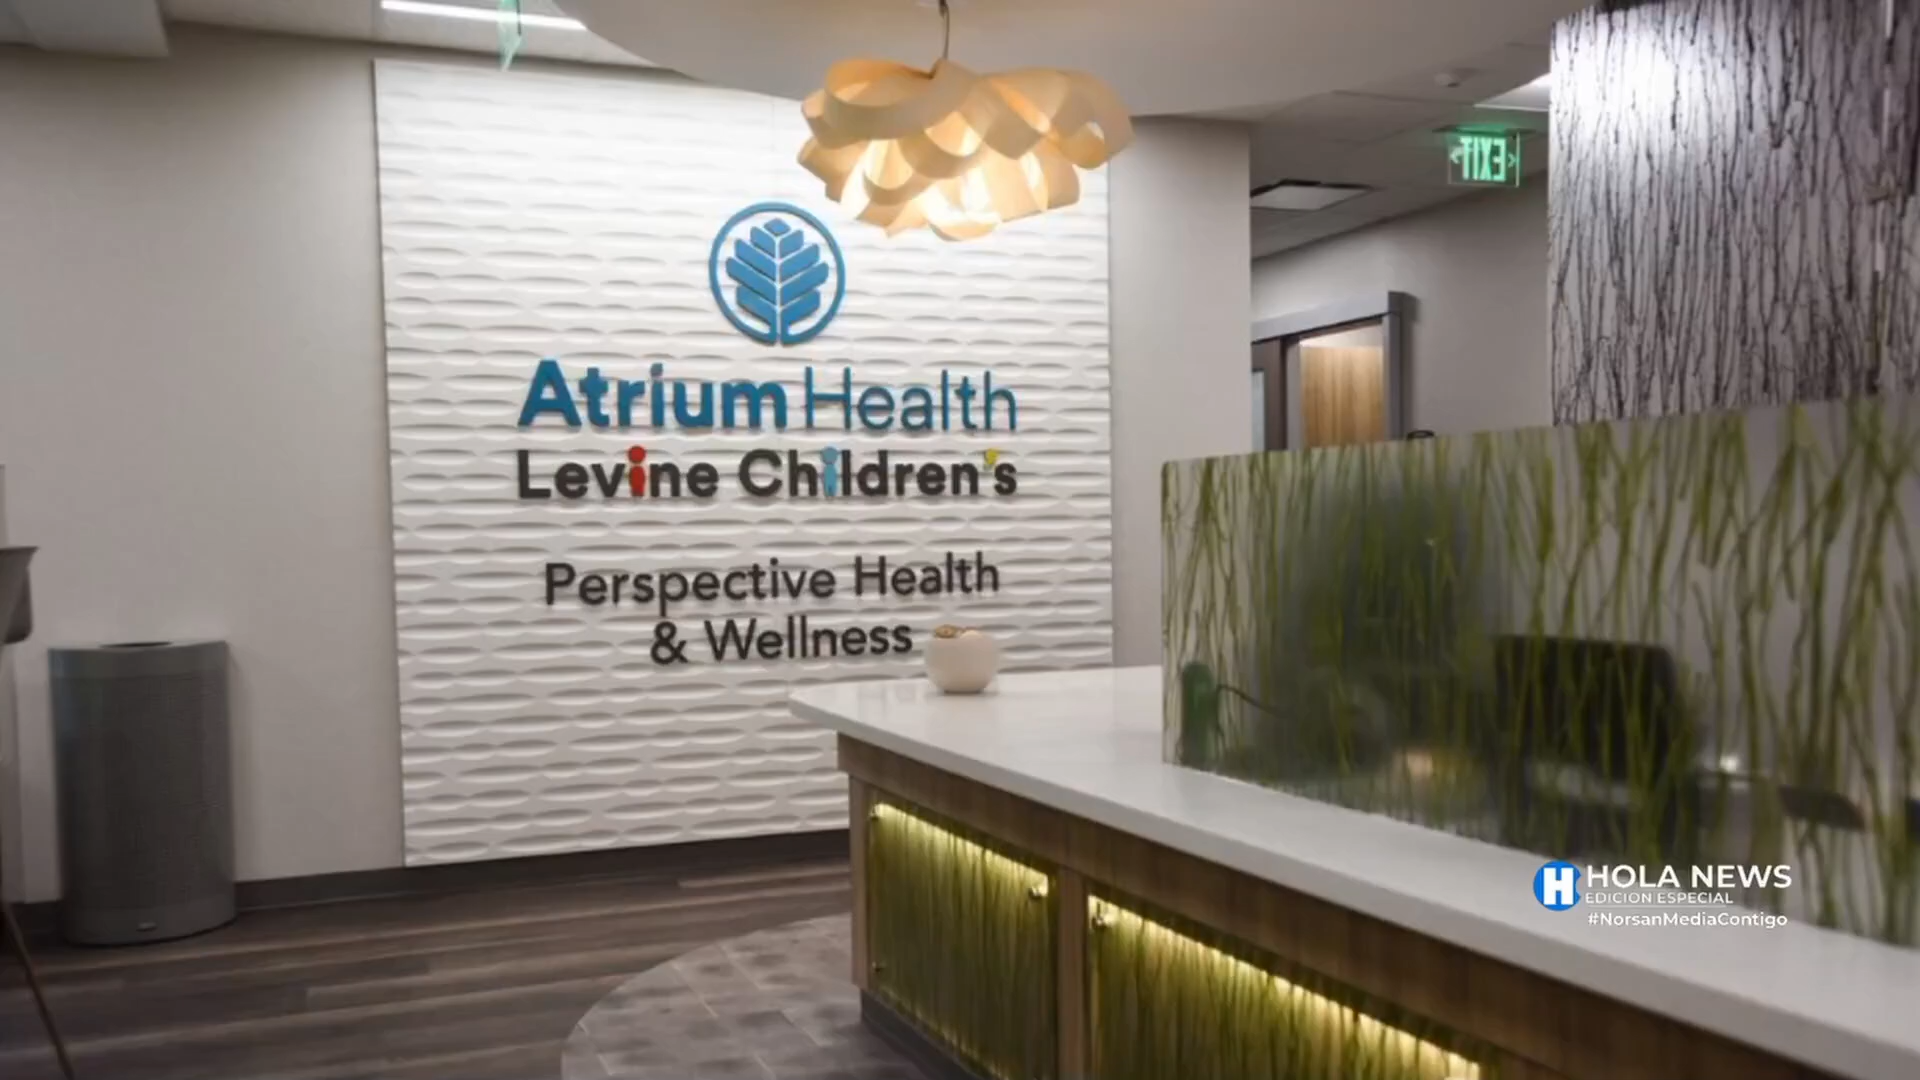 EXIT
Atrium Health
Levine Children's
Perspective Health
& Wellness
HOLA NEWS
EDICION ESPECIAL
#NorsanMediaContigo